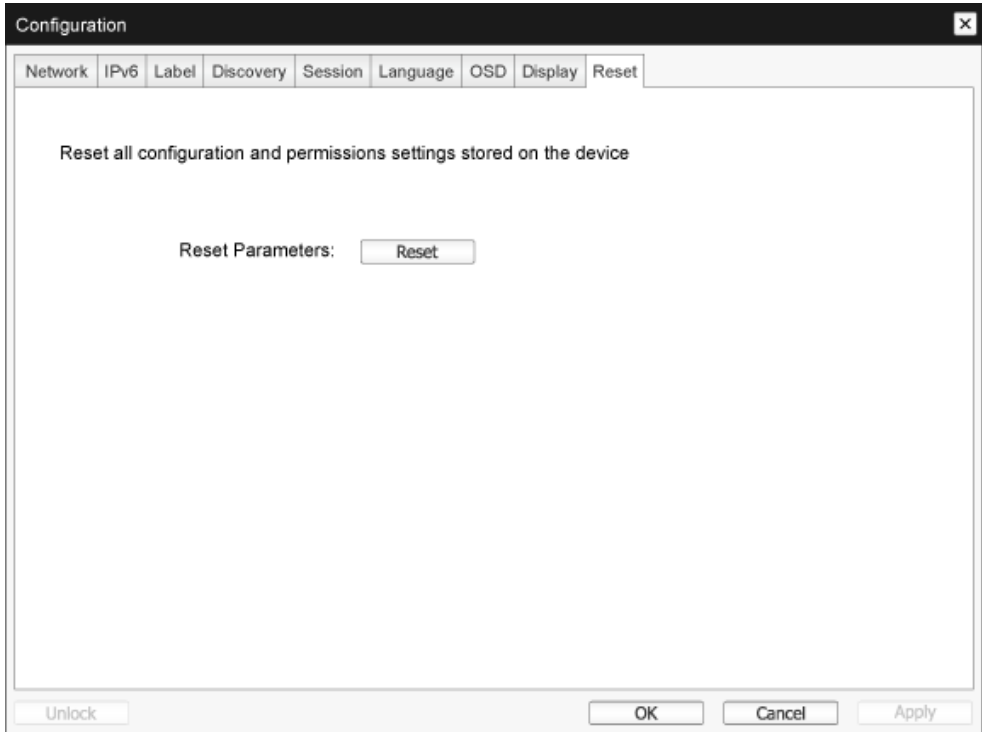 Configuration
Network IPv6 Label Discovery Session Language OSD Display Reset
Reset all configuration and permissions settings stored on the device
Reset Parameters: Reset
Unlock OK Cancel Apply